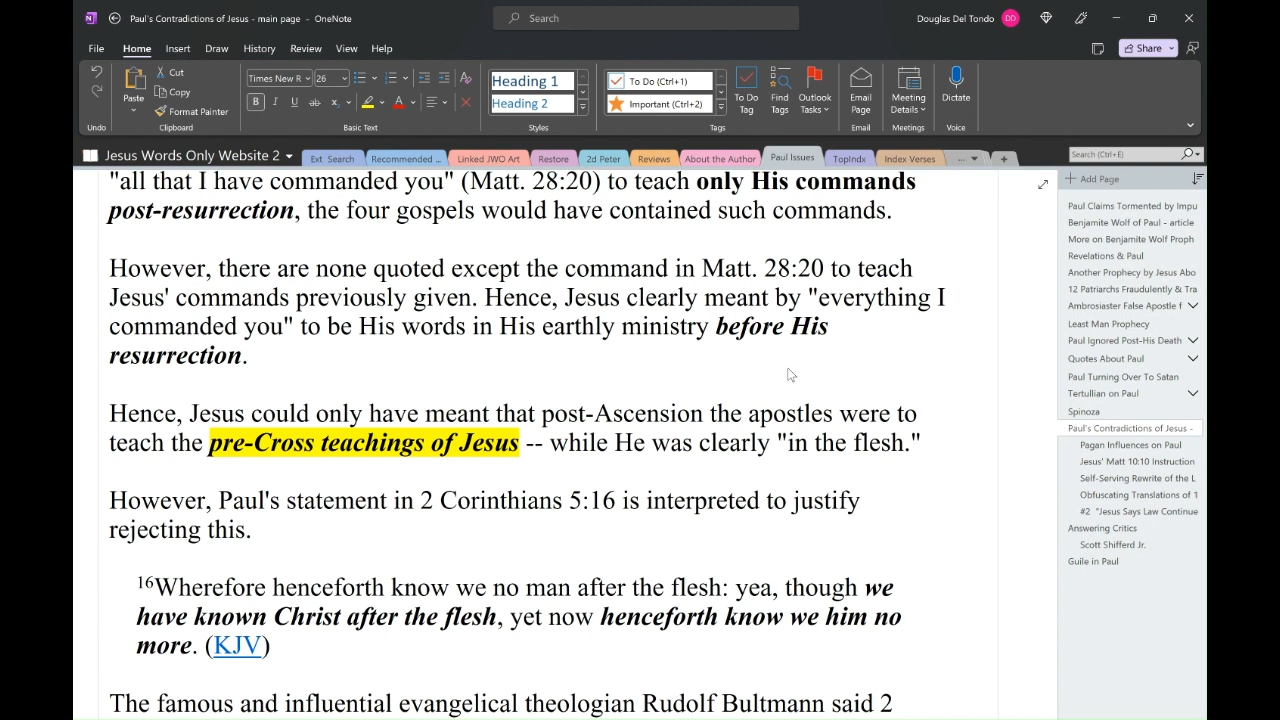 Paul's Contradictions of Jesus - main page - OneNote
Search
Douglas Del Tondo
DD
File Home Insert Draw History Review View Help
Share
Paste
Cut
Copy
Format Painter
Times New R 26
B I U ab x A
Heading 1
Heading 2
To Do (Ctrl+1)
Important (Ctrl+2)
To Do Tag
Find Tags
Outlook Tasks
Email Page
Meeting Details
Dictate
Undo Clipboard Basic Text Styles Tags Email Meetings Voice
Jesus Words Only Website 2
Ext Search Recommended ... Linked JWO Art Restore 2d Peter Reviews About the Author Paul Issues TopIndx Index Verses ... +
Search (Ctrl+E)
"all that I have commanded you" (Matt. 28:20) to teach only His commands
post-resurrection, the four gospels would have contained such commands.
However, there are none quoted except the command in Matt. 28:20 to teach
Jesus' commands previously given. Hence, Jesus clearly meant by "everything I
commanded you" to be His words in His earthly ministry before His
resurrection.
Hence, Jesus could only have meant that post-Ascension the apostles were to
teach the pre-Cross teachings of Jesus -- while He was clearly "in the flesh."
However, Paul's statement in 2 Corinthians 5:16 is interpreted to justify
rejecting this.
16Wherefore henceforth know we no man after the flesh: yea, though we
have known Christ after the flesh, yet now henceforth know we him no
more. (KJV)
The famous and influential evangelical theologian Rudolf Bultmann said 2
Add Page
Paul Claims Tormented by Impu
Benjamite Wolf of Paul - article
More on Benjamite Wolf Proph
Revelations & Paul
Another Prophecy by Jesus Abo
12 Patriarchs Fraudulently & Tra
Ambrosiaster False Apostle f
Least Man Prophecy
Paul Ignored Post-His Death
Quotes About Paul
Paul Turning Over To Satan
Tertullian on Paul
Spinoza
Paul's Contradictions of Jesus -
Pagan Influences on Paul
Jesus' Matt 10:10 Instruction
Self-Serving Rewrite of the L
Obfuscating Translations of 1
#2 "Jesus Says Law Continue
Answering Critics
Scott Shifferd Jr.
Guile in Paul